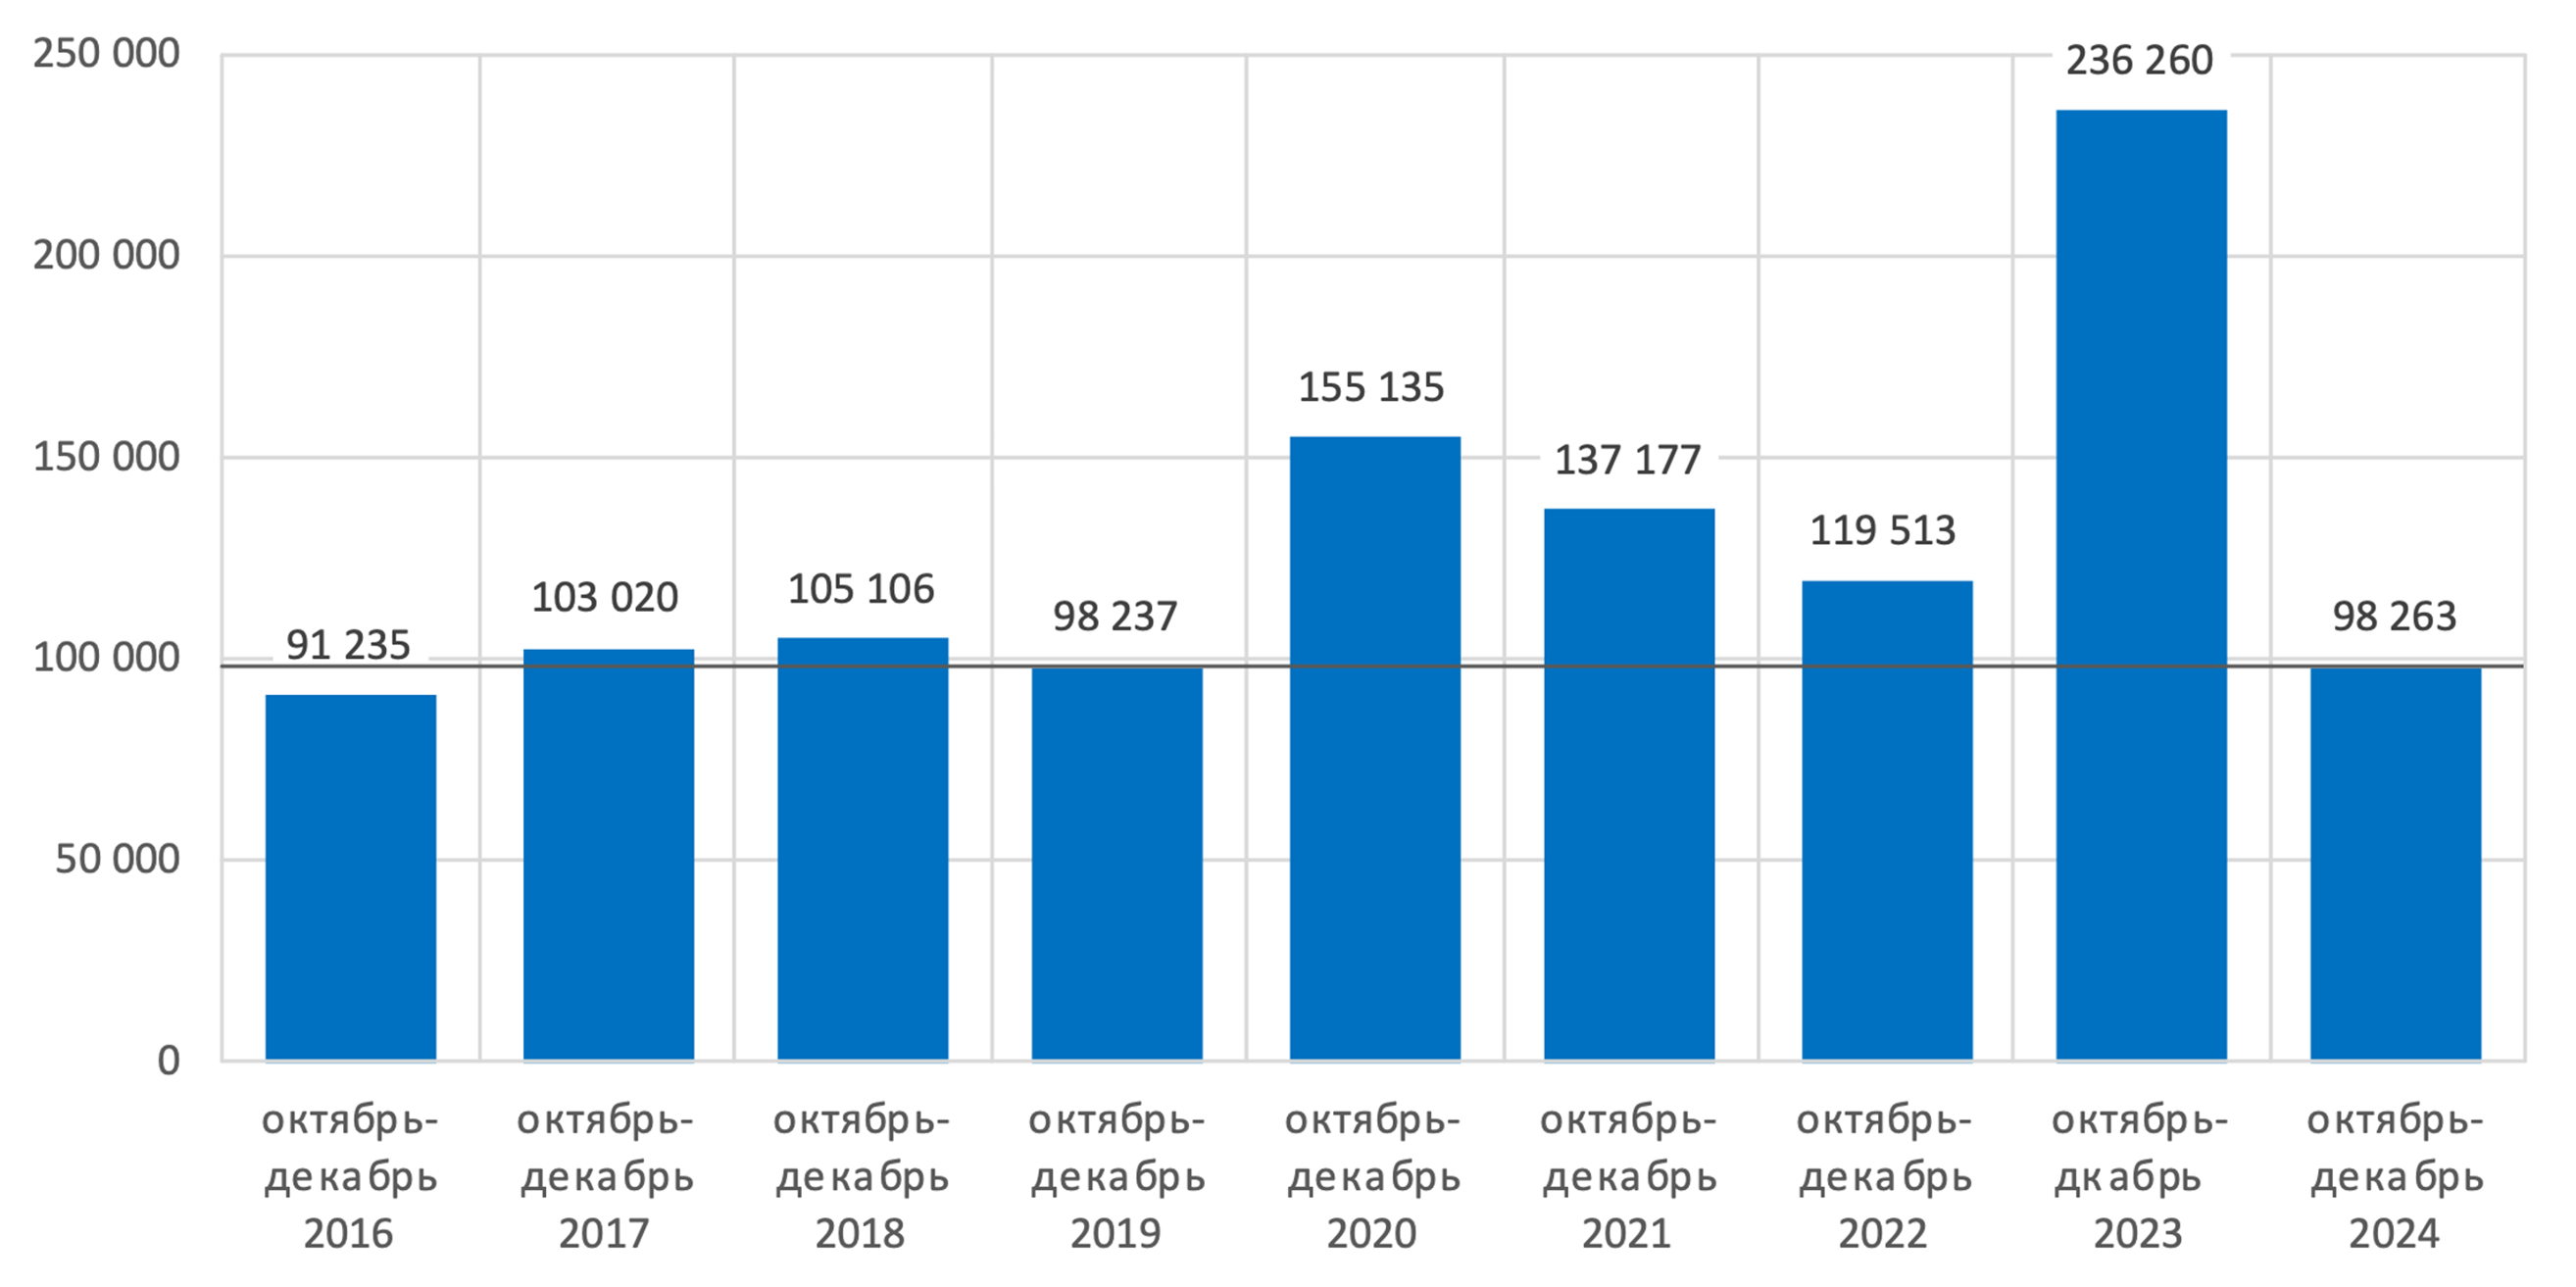 250 000
200 000
150 000
100 000
50 000
0
91 235
103 020
105 106
98 237
155 135
137 177
119 513
236 260
98 263
октябрь-
декабрь
2016
октябрь-
декабрь
2017
октябрь-
декабрь
2018
октябрь-
декабрь
2019
октябрь-
декабрь
2020
октябрь-
декабрь
2021
октябрь-
декабрь
2022
октябрь-
дкабрь
2023
октябрь-
декабрь
2024